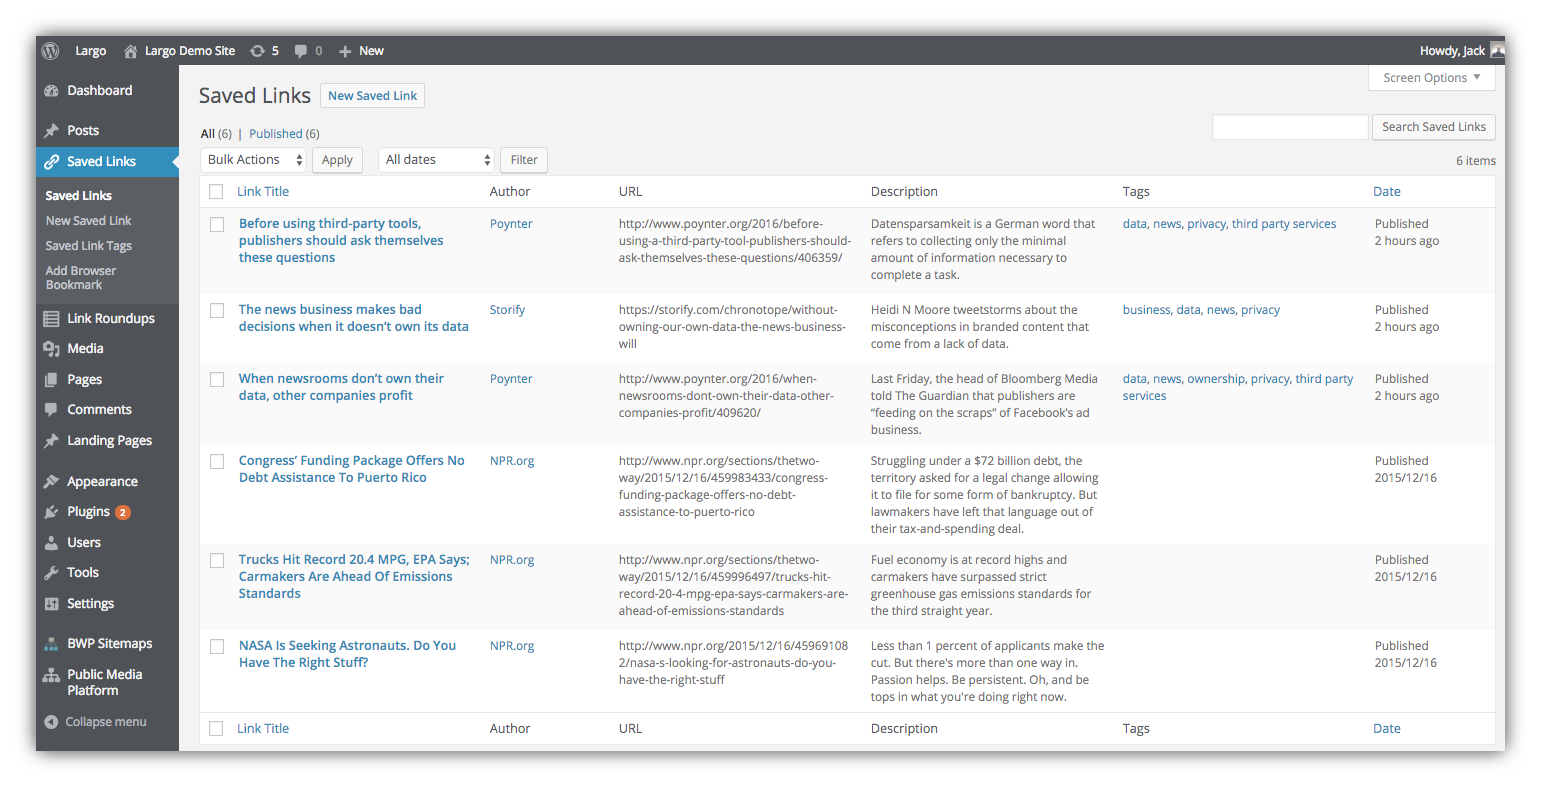 Largo Largo Demo Site 5 0 New Howdy, Jack
Dashboard
Posts
Saved Links
Saved Links
New Saved Link
Saved Link Tags
Add Browser
Bookmark
Link Roundups
Media
Pages
Comments
Landing Pages
Appearance
Plugins 2
Users
Tools
Settings
BWP Sitemaps
Public Media
Platform
Collapse menu
Screen Options
Saved Links New Saved Link
All (6) | Published (6)
Search Saved Links
Bulk Actions Apply All dates Filter
6 items
Link Title Author URL Description Tags Date
Before using third-party tools,
publishers should ask themselves
these questions
Poynter
http://www.poynter.org/2016/before-
using-a-third-party-tool-publishers-should-
ask-themselves-these-questions/406359/
Datensparsamkeit is a German word that
refers to collecting only the minimal
amount of information necessary to
complete a task.
data, news, privacy, third party services
Published
2 hours ago
The news business makes bad
decisions when it doesn’t own its data
Storify
https://storify.com/chronotope/without-
owning-our-own-data-the-news-business-
will
Heidi N Moore tweetstorms about the
misconceptions in branded content that
come from a lack of data.
business, data, news, privacy
Published
2 hours ago
When newsrooms don’t own their
data, other companies profit
Poynter
http://www.poynter.org/2016/when-
newsrooms-dont-own-their-data-other-
companies-profit/409620/
Last Friday, the head of Bloomberg Media
told The Guardian that publishers are
“feeding on the scraps” of Facebook’s ad
business.
data, news, ownership, privacy, third party
services
Published
2 hours ago
Congress’ Funding Package Offers No
Debt Assistance To Puerto Rico
NPR.org
http://www.npr.org/sections/thetwo-
way/2015/12/16/459983433/congress-
funding-package-offers-no-debt-
assistance-to-puerto-rico
Struggling under a $72 billion debt, the
territory asked for a legal change allowing
it to file for some form of bankruptcy. But
lawmakers have left that language out of
their tax-and-spending deal.
Published
2015/12/16
Trucks Hit Record 20.4 MPG, EPA Says;
Carmakers Are Ahead Of Emissions
Standards
NPR.org
http://www.npr.org/sections/thetwo-
way/2015/12/16/459996497/trucks-hit-
record-20-4-mpg-epa-says-carmakers-are-
ahead-of-emissions-standards
Fuel economy is at record highs and
carmakers have surpassed strict
greenhouse gas emissions standards for
the third straight year.
Published
2015/12/16
NASA Is Seeking Astronauts. Do You
Have The Right Stuff?
NPR.org
http://www.npr.org/2015/12/16/45969108
2/nasa-s-looking-for-astronauts-do-you-
have-the-right-stuff
Less than 1 percent of applicants make the
cut. But there's more than one way in.
Passion helps. Be persistent. Oh, and be
tops in what you're doing right now.
Published
2015/12/16
Link Title Author URL Description Tags Date